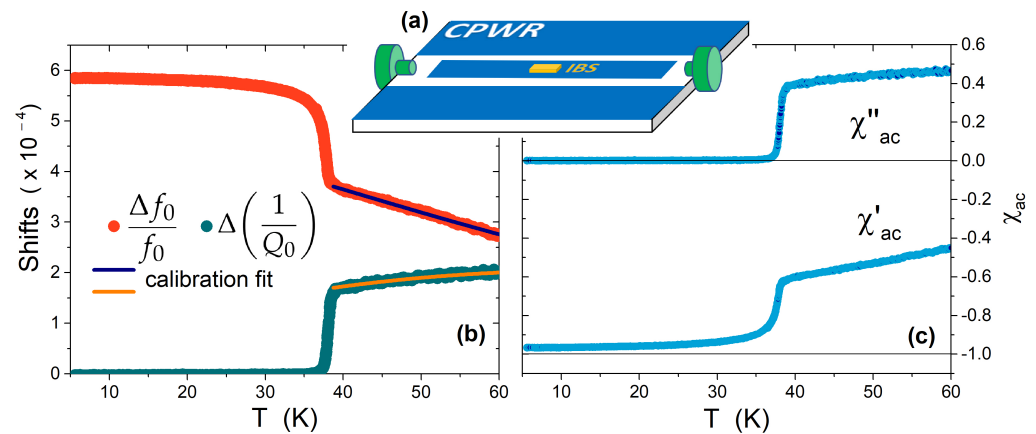 (a)
CPWR
IBS
Shifts ( x 10 − 4 )
6
5
4
3
2
1
0
Δf₀/f₀
Δ(1/Q₀)
calibration fit
(b)
10 20 30 40 50 60
T (K)
χ''ac
χ'ac
(c)
0.6
0.4
0.2
0.0
-0.2
-0.4
-0.6
-0.8
-1.0
χac
10 20 30 40 50 60
T (K)